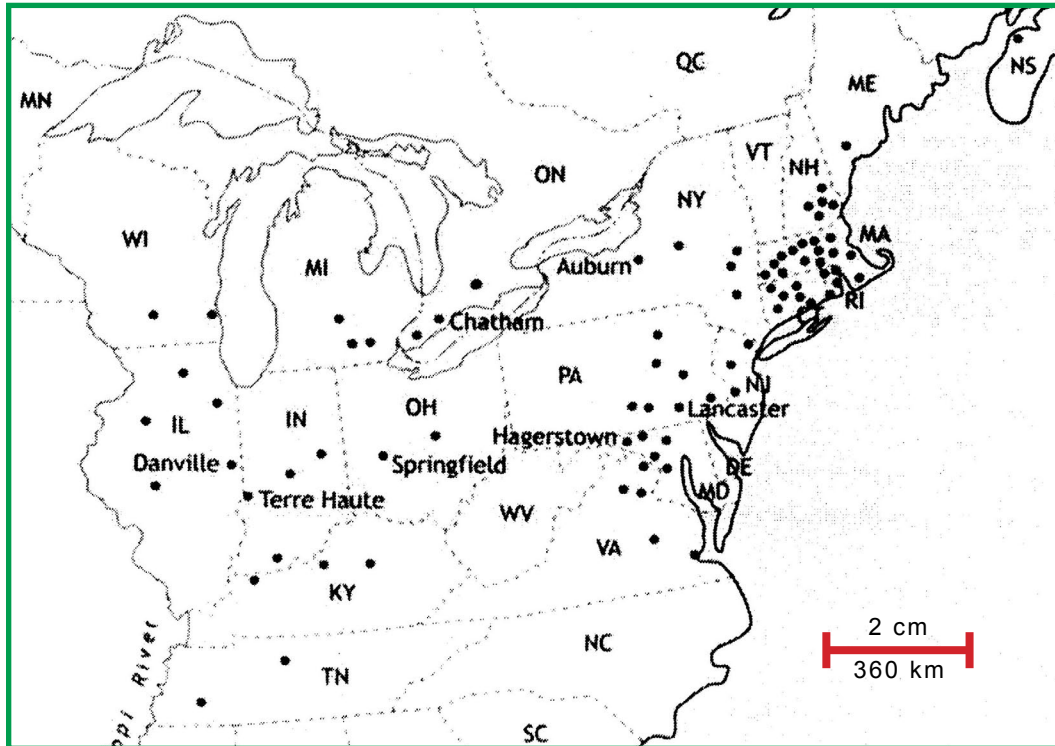 QC
NS
MN
ME
VT
ON
NH
NY
WI
MA
MI
Auburn
RI
Chatham
PA
NJ
OH
IN
Lancaster
IL
Hagerstown
Danville
Springfield
DE
Terre Haute
MD
WV
VA
KY
2 cm
NC
360 km
TN
ppi River
SC